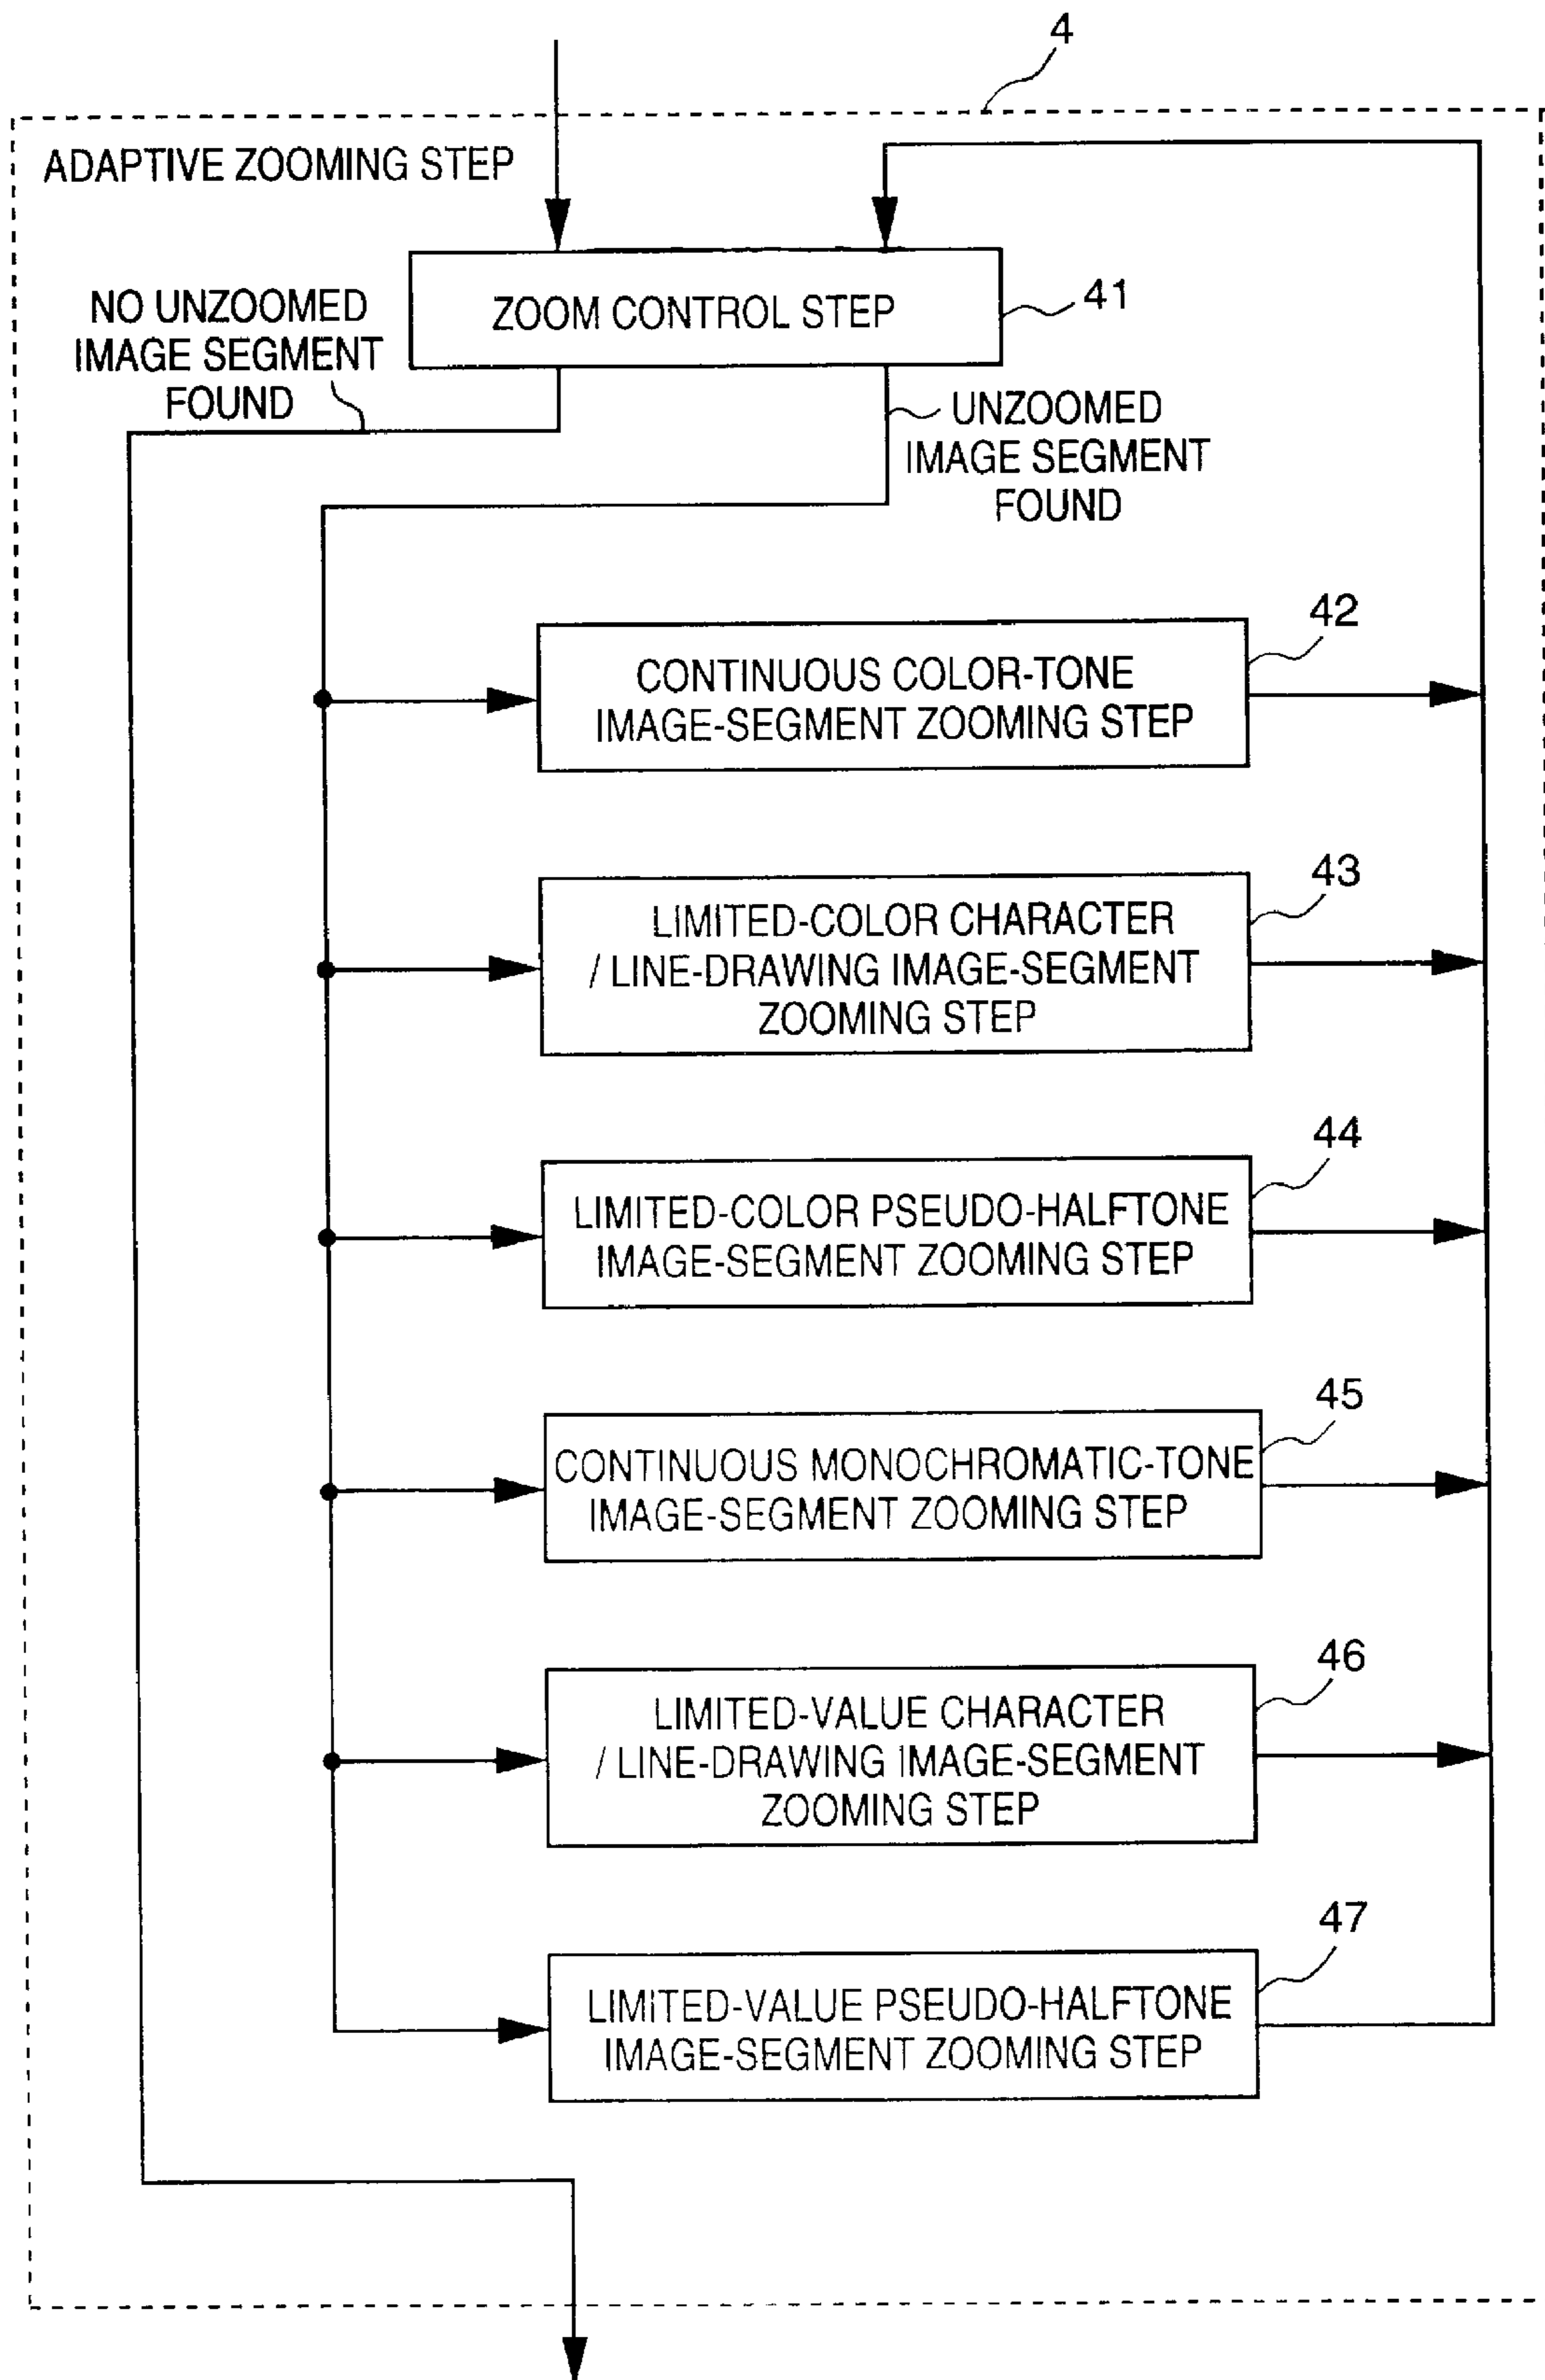 4
ADAPTIVE ZOOMING STEP
ZOOM CONTROL STEP
41
NO UNZOOMED
IMAGE SEGMENT
FOUND
UNZOOMED
IMAGE SEGMENT
FOUND
42
CONTINUOUS COLOR-TONE
IMAGE-SEGMENT ZOOMING STEP
43
LIMITED-COLOR CHARACTER
/ LINE-DRAWING IMAGE-SEGMENT
ZOOMING STEP
44
LIMITED-COLOR PSEUDO-HALFTONE
IMAGE-SEGMENT ZOOMING STEP
45
CONTINUOUS MONOCHROMATIC-TONE
IMAGE-SEGMENT ZOOMING STEP
46
LIMITED-VALUE CHARACTER
/ LINE-DRAWING IMAGE-SEGMENT
ZOOMING STEP
47
LIMITED-VALUE PSEUDO-HALFTONE
IMAGE-SEGMENT ZOOMING STEP